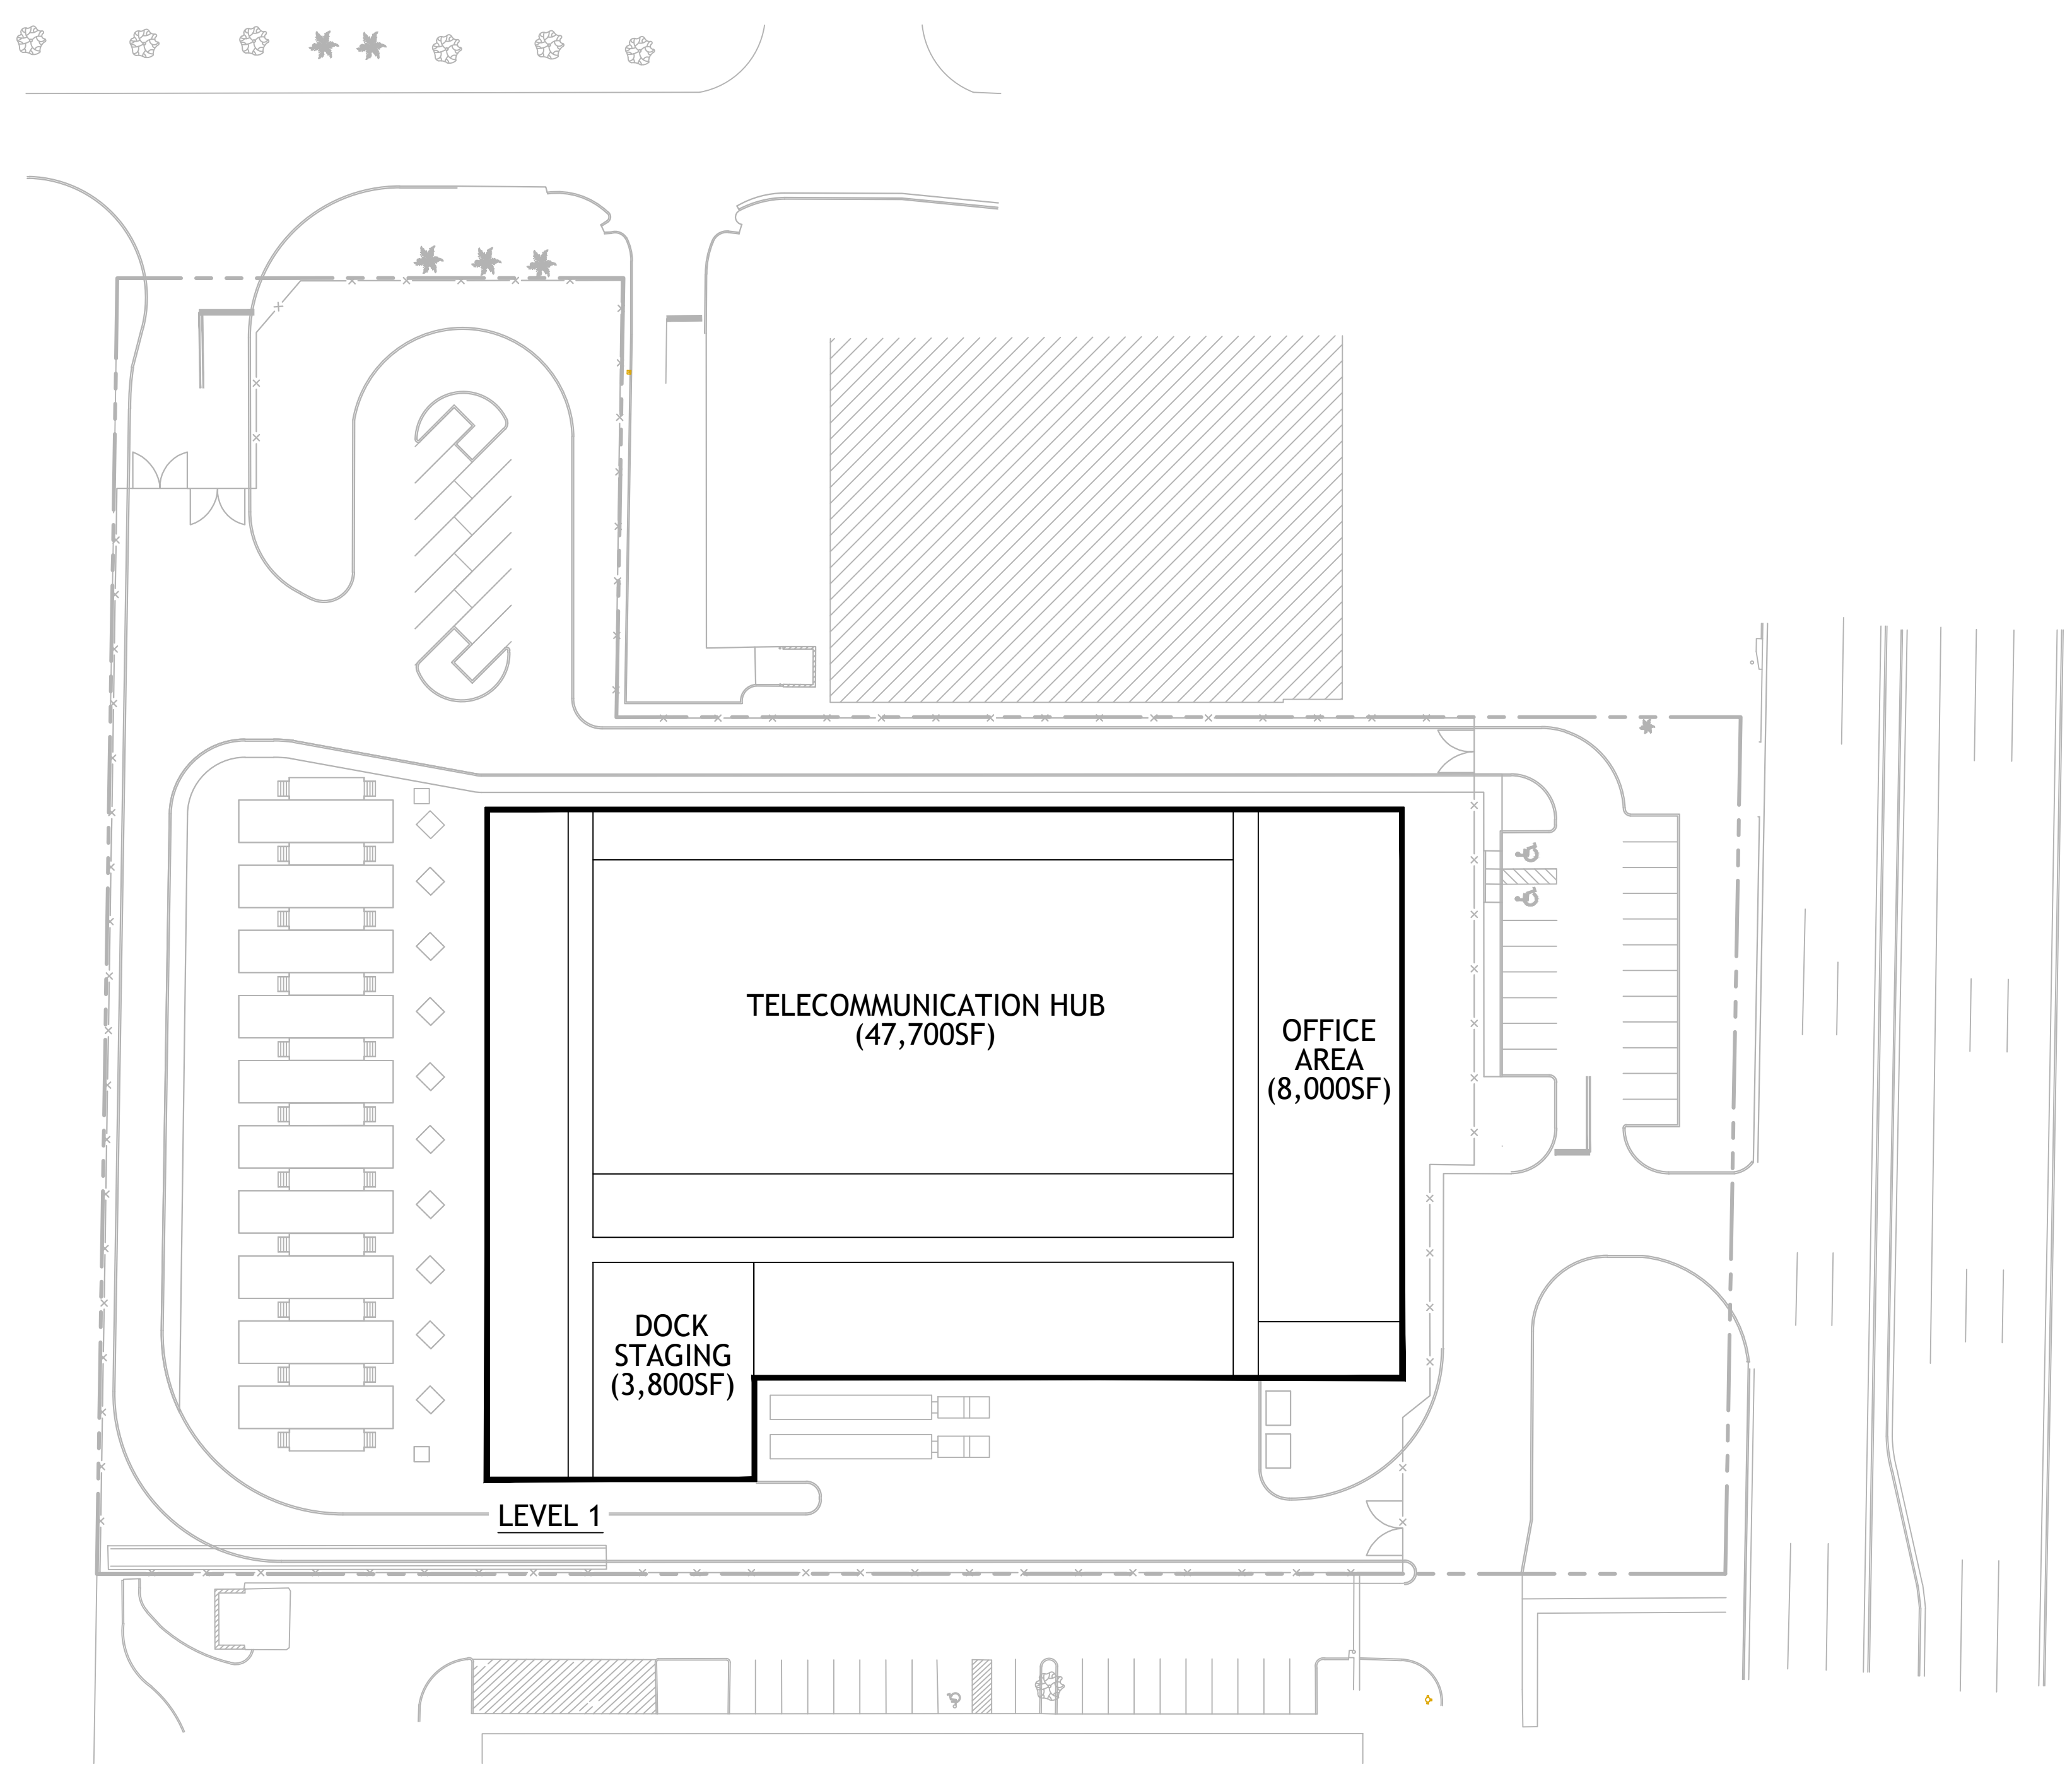 TELECOMMUNICATION HUB
(47,700SF)
OFFICE
AREA
(8,000SF)
DOCK
STAGING
(3,800SF)
LEVEL 1